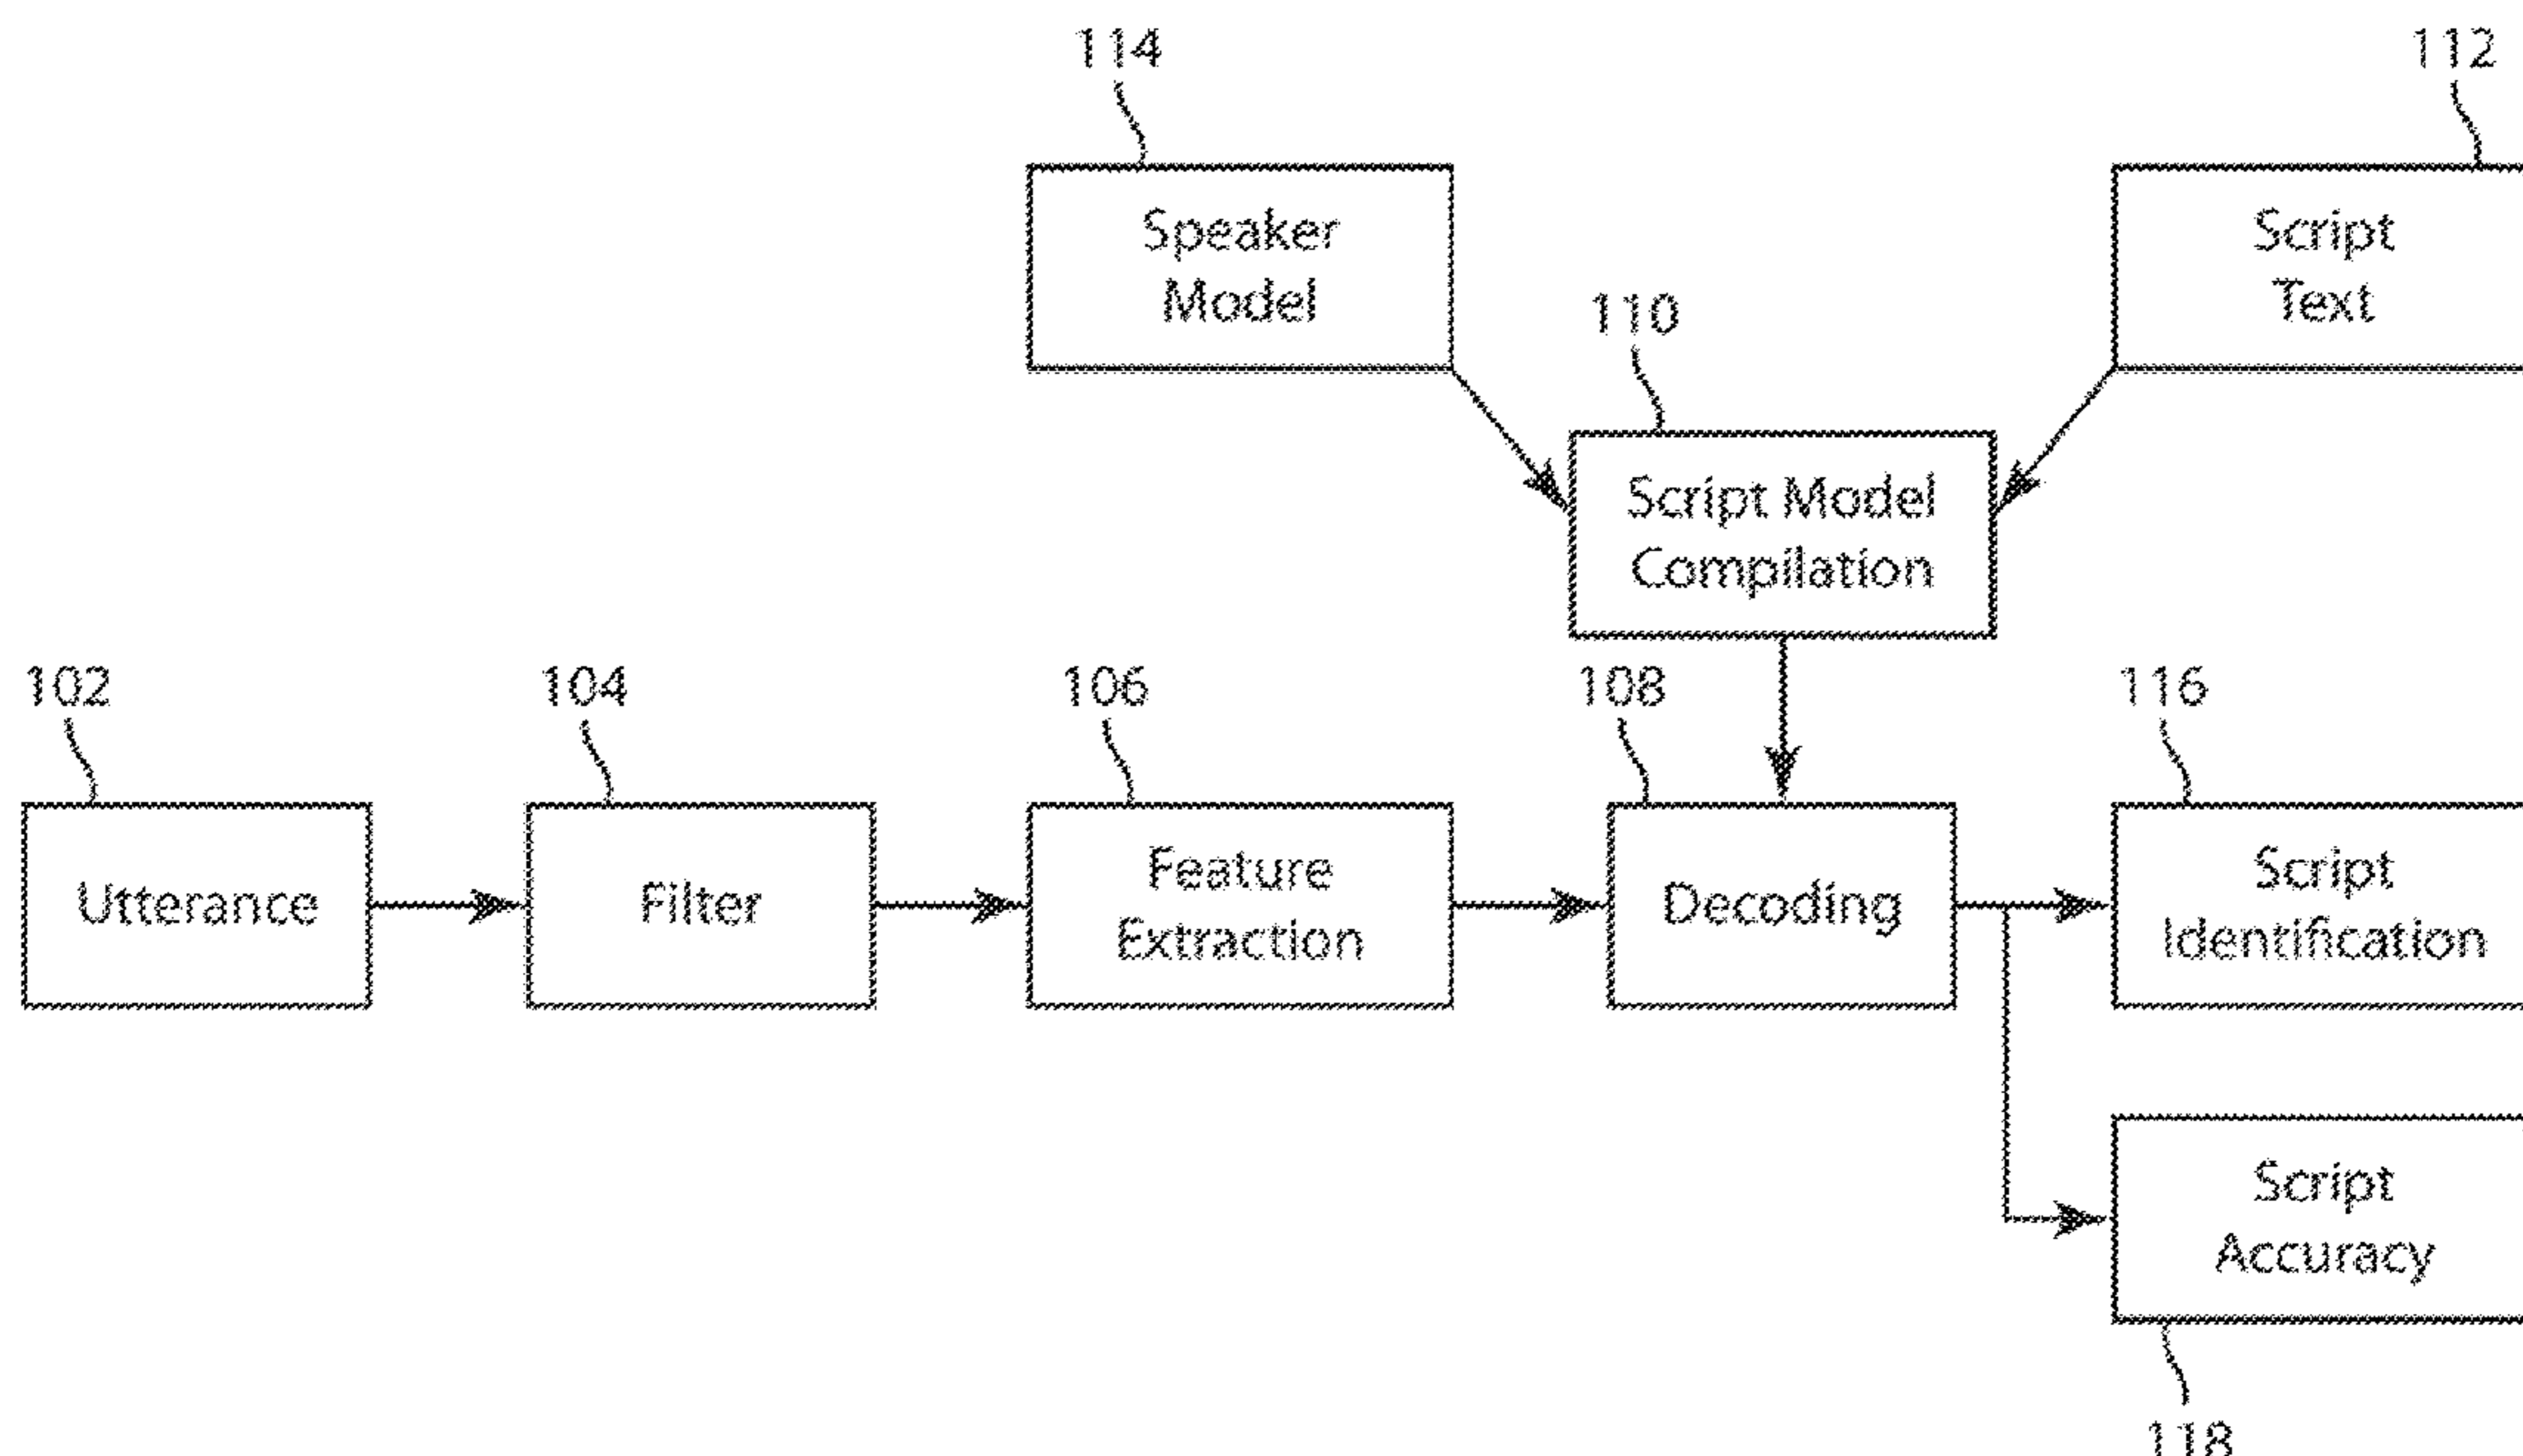 114
112
Speaker
Model
Script
Text
110
Script Model
Compilation
102
104
106
108
116
Utterance
Filter
Feature
Extraction
Decoding
Script
Identification
Script
Accuracy
118